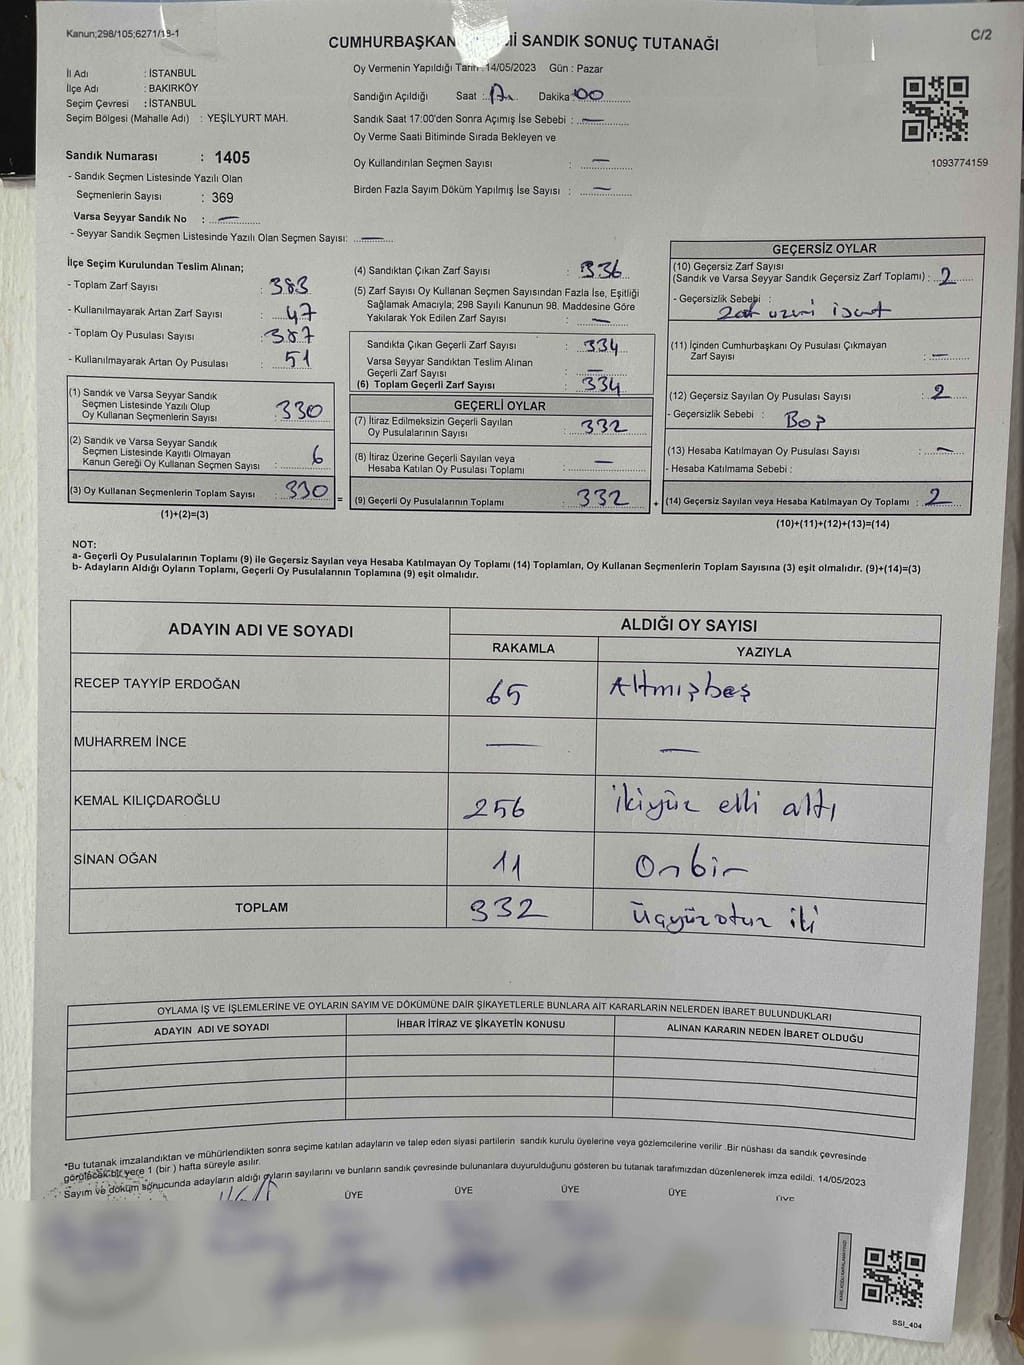 Kanun;298/105;6271/18-1
C/2
CUMHURBAŞKAN Mİ SANDIK SONUÇ TUTANAĞI
İl Adı : İSTANBUL
İlçe Adı : BAKIRKÖY
Seçim Çevresi : İSTANBUL
Seçim Bölgesi (Mahalle Adı) : YEŞİLYURT MAH.
Oy Vermenin Yapıldığı Tarih :14/05/2023 Gün : Pazar
Sandığın Açıldığı Saat : Dakika : 00
Sandık Saat 17:00'den Sonra Açımış İse Sebebi : —
Oy Verme Saati Bitiminde Sırada Bekleyen ve
Oy Kullandırılan Seçmen Sayısı : —
Birden Fazla Sayım Döküm Yapılmış İse Sayısı : —
1093774159
Sandık Numarası : 1405
- Sandık Seçmen Listesinde Yazılı Olan
Seçmenlerin Sayısı : 369
Varsa Seyyar Sandık No : —
- Seyyar Sandık Seçmen Listesinde Yazılı Olan Seçmen Sayısı: —
İlçe Seçim Kurulundan Teslim Alınan;
- Toplam Zarf Sayısı : 383
- Kullanılmayarak Artan Zarf Sayısı : 47
- Toplam Oy Pusulası Sayısı : 387
- Kullanılmayarak Artan Oy Pusulası : 51
(1) Sandık ve Varsa Seyyar Sandık
Seçmen Listesinde Yazılı Olup
Oy Kullanan Seçmenlerin Sayısı : 330
(2) Sandık ve Varsa Seyyar Sandık
Seçmen Listesinde Kayıtlı Olmayan
Kanun Gereği Oy Kullanan Seçmen Sayısı : 6
(3) Oy Kullanan Seçmenlerin Toplam Sayısı : 330
(1)+(2)=(3)
(4) Sandıktan Çıkan Zarf Sayısı : 336
(5) Zarf Sayısı Oy Kullanan Seçmen Sayısından Fazla İse, Eşitliği
Sağlamak Amacıyla; 298 Sayılı Kanunun 98. Maddesine Göre
Yakılarak Yok Edilen Zarf Sayısı : —
Sandıkta Çıkan Geçerli Zarf Sayısı : 334
Varsa Seyyar Sandıktan Teslim Alınan
Geçerli Zarf Sayısı : —
(6) Toplam Geçerli Zarf Sayısı : 334
GEÇERLİ OYLAR
(7) İtiraz Edilmeksizin Geçerli Sayılan
Oy Pusulalarının Sayısı : 332
(8) İtiraz Üzerine Geçerli Sayılan veya
Hesaba Katılan Oy Pusulası Toplamı : —
= (9) Geçerli Oy Pusulalarının Toplamı : 332 +
GEÇERSİZ OYLAR
(10) Geçersiz Zarf Sayısı
(Sandık ve Varsa Seyyar Sandık Geçersiz Zarf Toplamı) : 2
- Geçersizlik Sebebi :
Zarf üzeri işaret
(11) İçinden Cumhurbaşkanı Oy Pusulası Çıkmayan
Zarf Sayısı : —
(12) Geçersiz Sayılan Oy Pusulası Sayısı : 2
- Geçersizlik Sebebi : Boş
(13) Hesaba Katılmayan Oy Pusulası Sayısı : —
- Hesaba Katılmama Sebebi :
(14) Geçersiz Sayılan veya Hesaba Katılmayan Oy Toplamı : 2
(10)+(11)+(12)+(13)=(14)
NOT:
a- Geçerli Oy Pusulalarının Toplamı (9) ile Geçersiz Sayılan veya Hesaba Katılmayan Oy Toplamı (14) Toplamları, Oy Kullanan Seçmenlerin Toplam Sayısına (3) eşit olmalıdır. (9)+(14)=(3)
b- Adayların Aldığı Oyların Toplamı, Geçerli Oy Pusulalarının Toplamına (9) eşit olmalıdır.
ADAYIN ADI VE SOYADI
ALDIĞI OY SAYISI
RAKAMLA YAZIYLA
RECEP TAYYİP ERDOĞAN 65 Altmışbeş
MUHARREM İNCE — —
KEMAL KILIÇDAROĞLU 256 ikiyüz elli altı
SİNAN OĞAN 11 Onbir
TOPLAM 332 Üçyüzotuz iki
OYLAMA İŞ VE İŞLEMLERİNE VE OYLARIN SAYIM VE DÖKÜMÜNE DAİR ŞİKAYETLERLE BUNLARA AİT KARARLARIN NELERDEN İBARET BULUNDUKLARI
ADAYIN ADI VE SOYADI İHBAR İTİRAZ VE ŞİKAYETİN KONUSU ALINAN KARARIN NEDEN İBARET OLDUĞU
*Bu tutanak imzalandıktan ve mühürlendikten sonra seçime katılan adayların ve talep eden siyasi partilerin sandık kurulu üyelerine veya gözlemcilerine verilir .Bir nüshası da sandık çevresinde
görülecek bir yere 1 (bir ) hafta süreyle asılır.
Sayım ve döküm sonucunda adayların aldığı oyların sayılarını ve bunların sandık çevresinde bulunanlara duyurulduğunu gösteren bu tutanak tarafımızdan düzenlenerek imza edildi. 14/05/2023
ÜYE ÜYE ÜYE ÜYE ÜYE
SSI_404